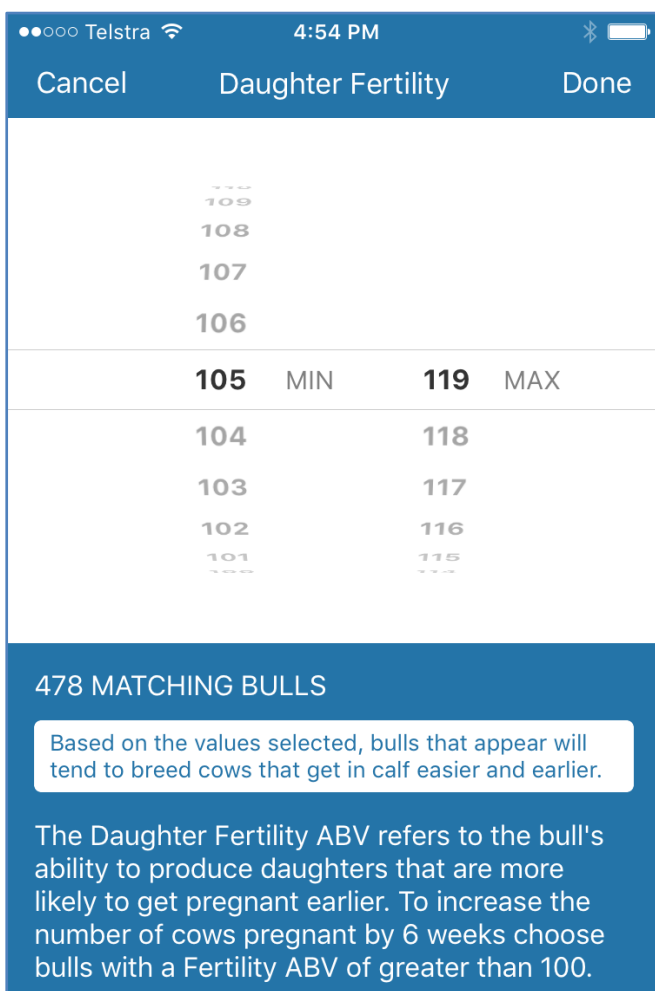 Telstra 4:54 PM
Cancel Daughter Fertility Done
109
108
107
106
105 MIN 119 MAX
104 118
103 117
102 116
101 115
478 MATCHING BULLS
Based on the values selected, bulls that appear will
tend to breed cows that get in calf easier and earlier.
The Daughter Fertility ABV refers to the bull's
ability to produce daughters that are more
likely to get pregnant earlier. To increase the
number of cows pregnant by 6 weeks choose
bulls with a Fertility ABV of greater than 100.